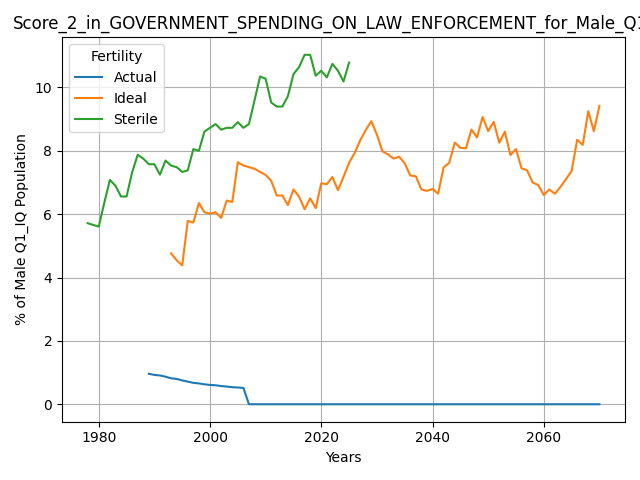 Score_2_in_GOVERNMENT_SPENDING_ON_LAW_ENFORCEMENT_for_Male_Q1
Fertility
Actual
Ideal
Sterile
% of Male Q1_IQ Population
10
8
6
4
2
0
1980 2000 2020 2040 2060
Years